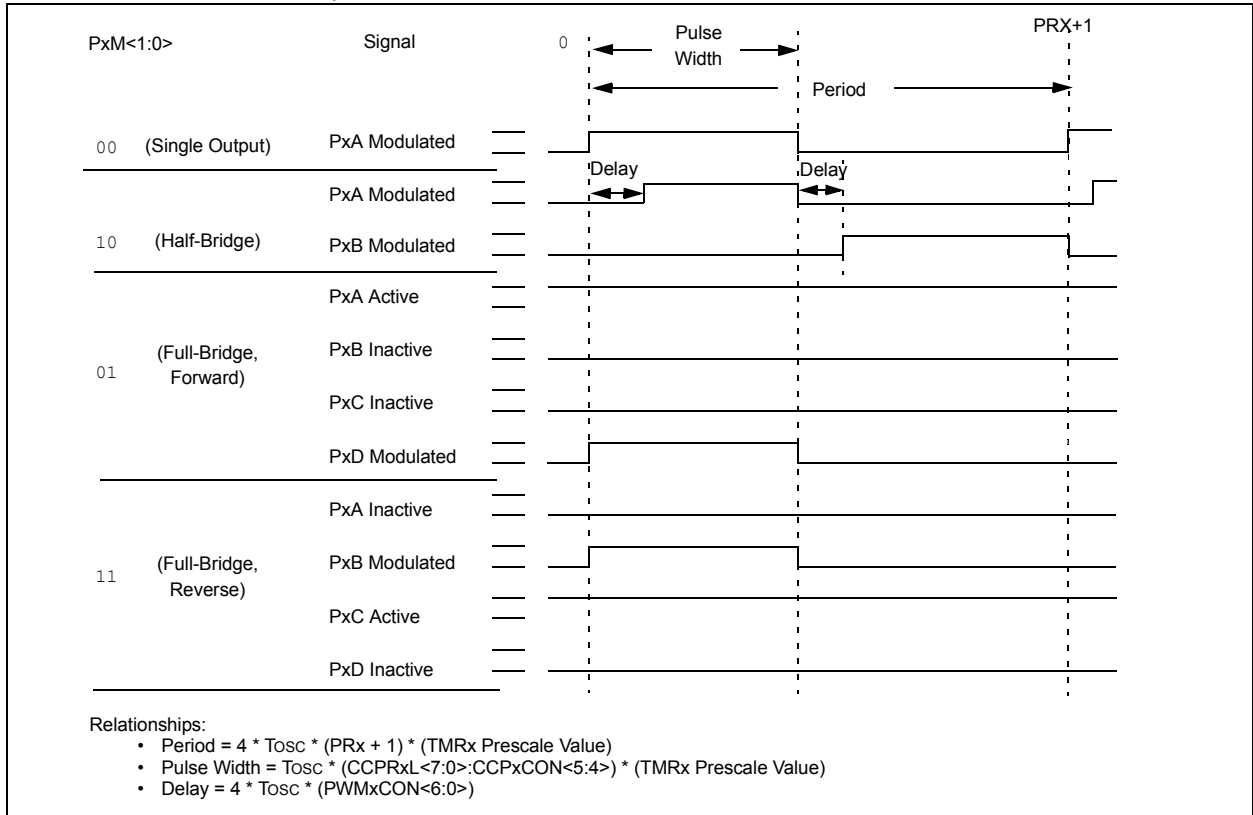 PxM<1:0>
Signal
0
Pulse
Width
PRX+1
Period
00 (Single Output)
PxA Modulated
Delay
Delay
PxA Modulated
10 (Half-Bridge)
PxB Modulated
PxA Active
PxB Inactive
01 (Full-Bridge,
Forward)
PxC Inactive
PxD Modulated
PxA Inactive
11 (Full-Bridge,
Reverse)
PxB Modulated
PxC Active
PxD Inactive
Relationships:
• Period = 4 * TOSC * (PRx + 1) * (TMRx Prescale Value)
• Pulse Width = TOSC * (CCPRxL<7:0>:CCPxCON<5:4>) * (TMRx Prescale Value)
• Delay = 4 * TOSC * (PWMxCON<6:0>)